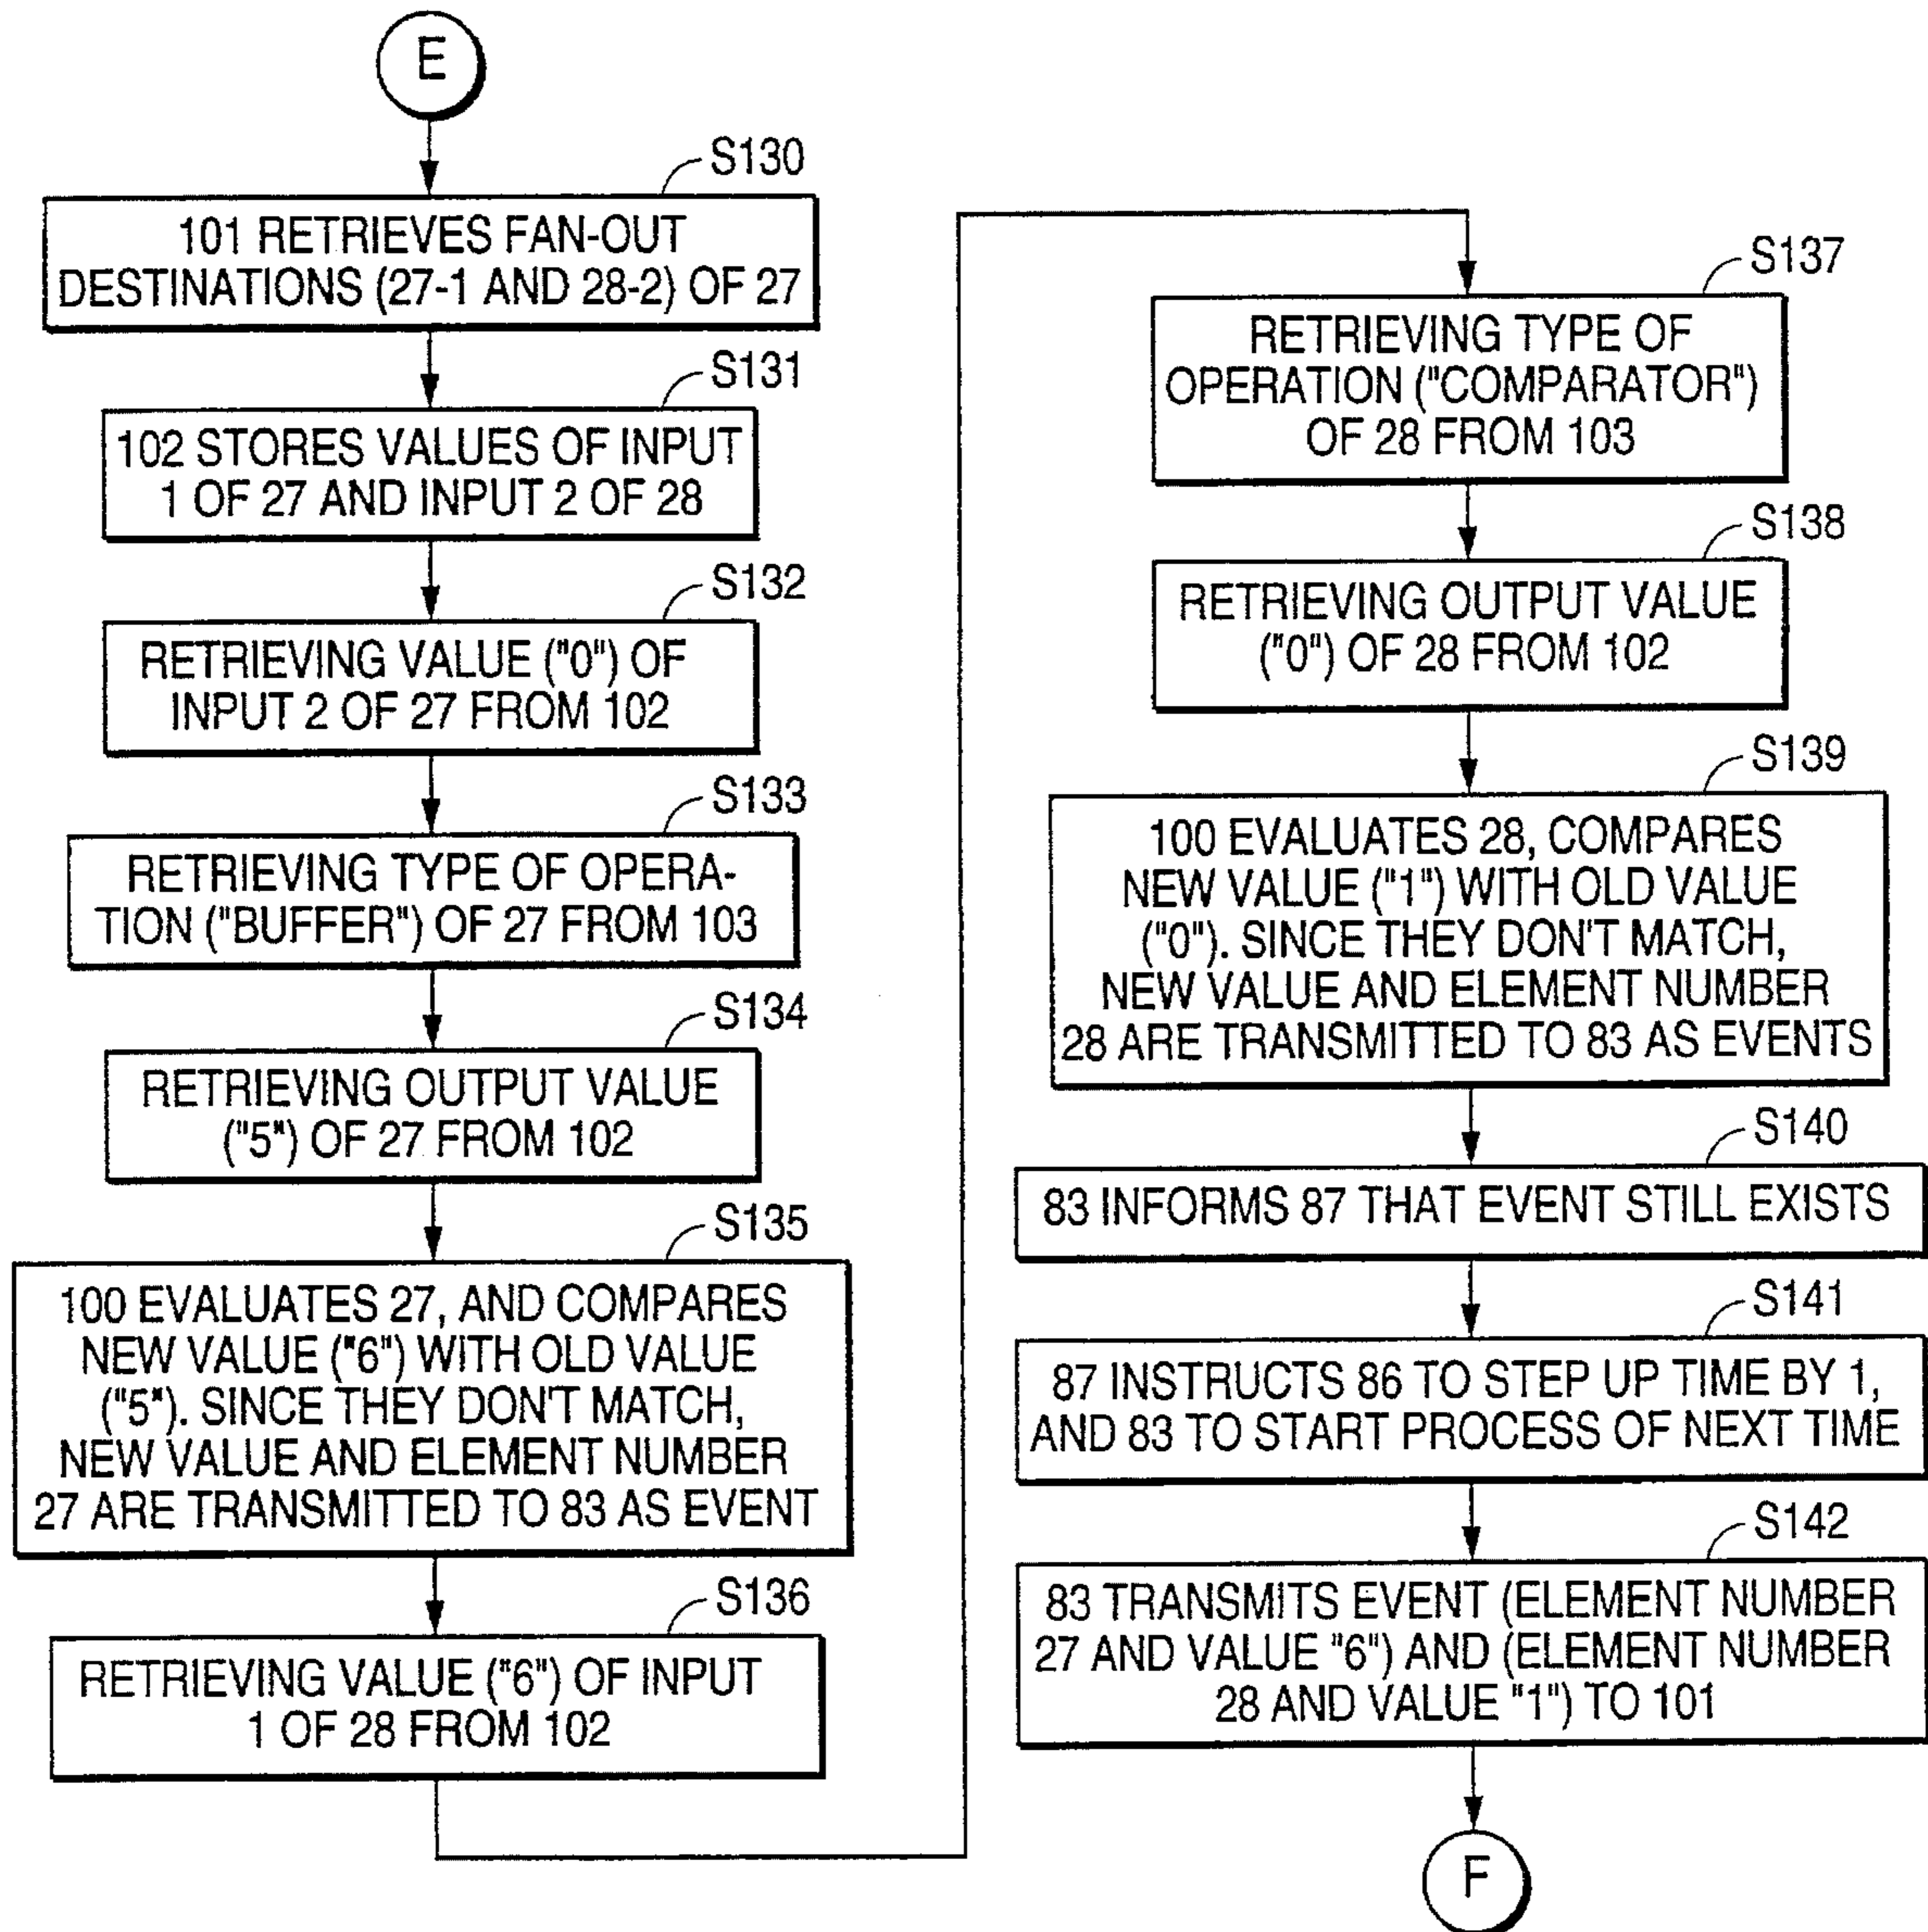 E
S130
101 RETRIEVES FAN-OUT
DESTINATIONS (27-1 AND 28-2) OF 27
S131
102 STORES VALUES OF INPUT
1 OF 27 AND INPUT 2 OF 28
S132
RETRIEVING VALUE ("0") OF
INPUT 2 OF 27 FROM 102
S133
RETRIEVING TYPE OF OPERA-
TION ("BUFFER") OF 27 FROM 103
S134
RETRIEVING OUTPUT VALUE
("5") OF 27 FROM 102
S135
100 EVALUATES 27, AND COMPARES
NEW VALUE ("6") WITH OLD VALUE
("5"). SINCE THEY DON'T MATCH,
NEW VALUE AND ELEMENT NUMBER
27 ARE TRANSMITTED TO 83 AS EVENT
S136
RETRIEVING VALUE ("6") OF INPUT
1 OF 28 FROM 102
S137
RETRIEVING TYPE OF
OPERATION ("COMPARATOR")
OF 28 FROM 103
S138
RETRIEVING OUTPUT VALUE
("0") OF 28 FROM 102
S139
100 EVALUATES 28, COMPARES
NEW VALUE ("1") WITH OLD VALUE
("0"). SINCE THEY DON'T MATCH,
NEW VALUE AND ELEMENT NUMBER
28 ARE TRANSMITTED TO 83 AS EVENTS
S140
83 INFORMS 87 THAT EVENT STILL EXISTS
S141
87 INSTRUCTS 86 TO STEP UP TIME BY 1,
AND 83 TO START PROCESS OF NEXT TIME
S142
83 TRANSMITS EVENT (ELEMENT NUMBER
27 AND VALUE "6") AND (ELEMENT NUMBER
28 AND VALUE "1") TO 101
F